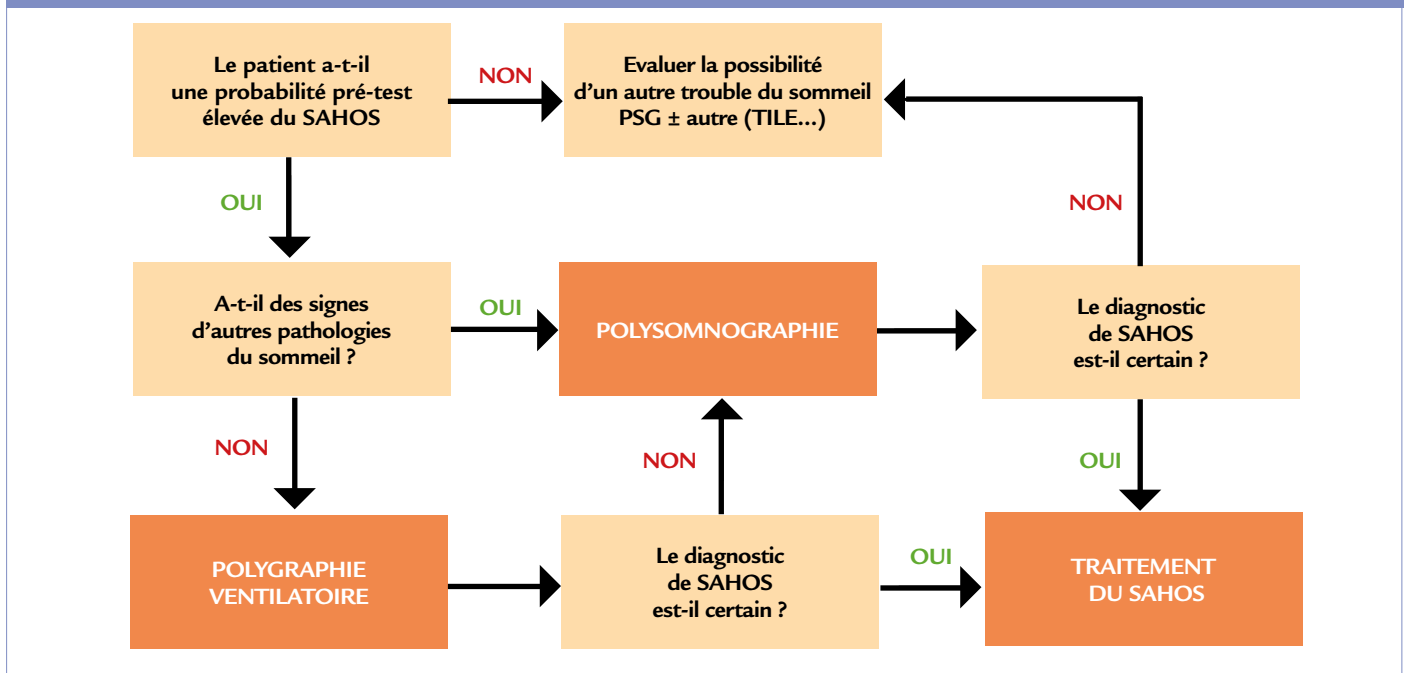 Le patient a-t-il
une probabilité pré-test
élevée du SAHOS
NON
Evaluer la possibilité
d’un autre trouble du sommeil
PSG ± autre (TILE…)
OUI
NON
A-t-il des signes
d’autres pathologies
du sommeil ?
OUI
POLYSOMNOGRAPHIE
Le diagnostic
de SAHOS
est-il certain ?
NON
NON
OUI
POLYGRAPHIE
VENTILATOIRE
Le diagnostic
de SAHOS
est-il certain ?
OUI
TRAITEMENT
DU SAHOS